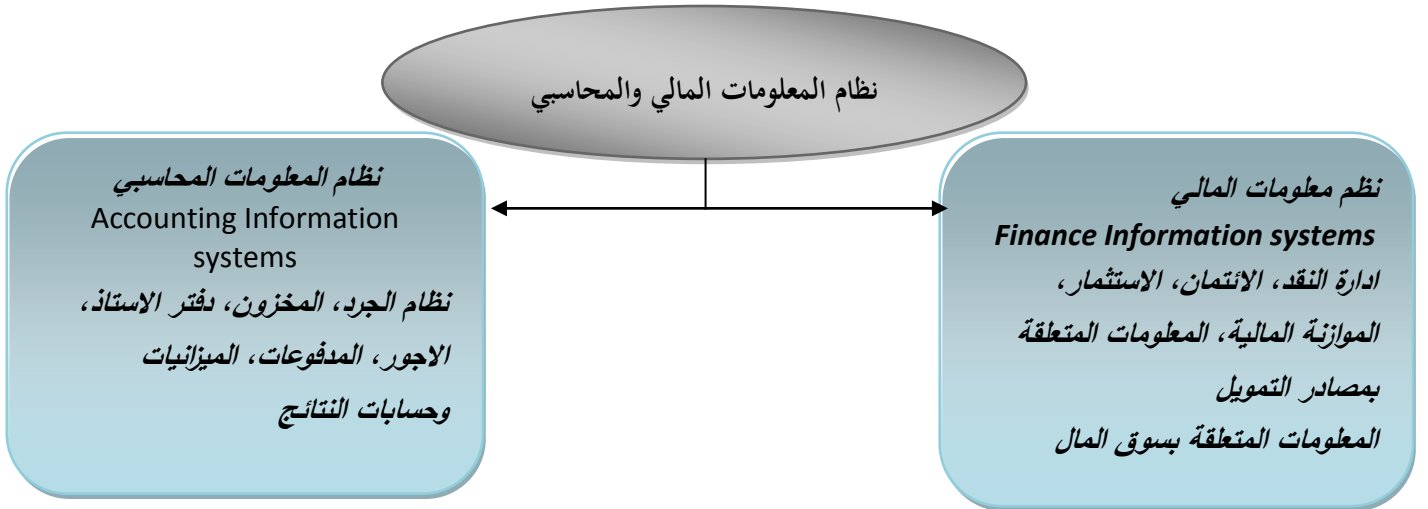 نظام المعلومات المالي والمحاسبي
نظم معلومات المالي
Finance Information systems
ادارة النقد، الائتمان، الاستثمار،
الموازنة المالية، المعلومات المتعلقة
بمصادر التمويل
المعلومات المتعلقة بسوق المال
نظام المعلومات المحاسبي
Accounting Information
systems
نظام الجرد، المخزون، دفتر الاستاذ،
الاجور، المدفوعات، الميزانيات
وحسابات النتائج